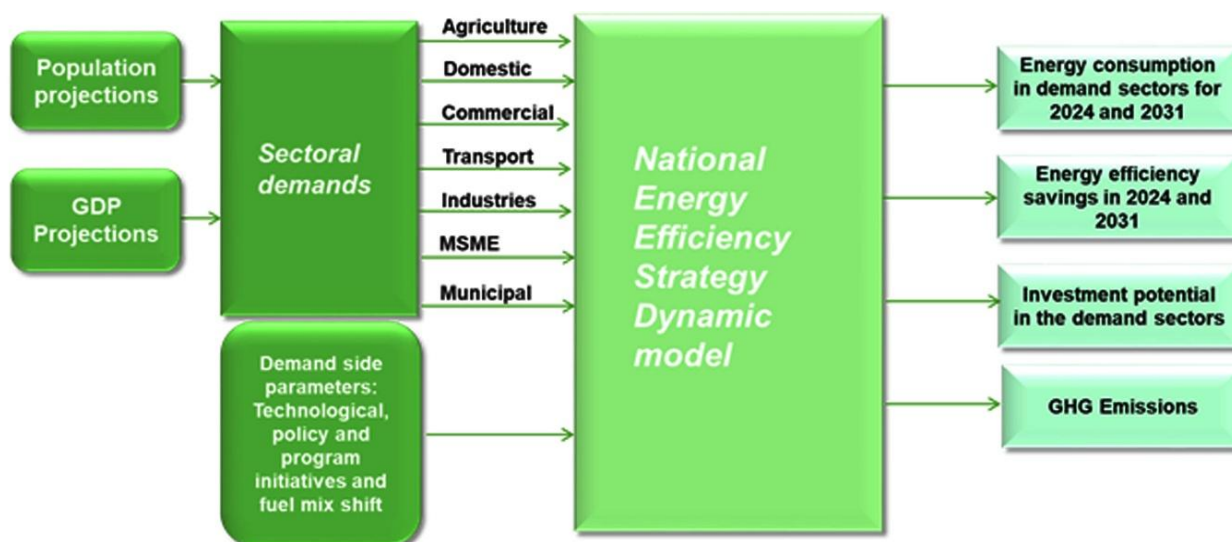 Population
projections
GDP
Projections
Sectoral
demands
Demand side
parameters:
Technological,
policy and
program
initiatives and
fuel mix shift
Agriculture
Domestic
Commercial
Transport
Industries
MSME
Municipal
National
Energy
Efficiency
Strategy
Dynamic
model
Energy consumption
in demand sectors for
2024 and 2031
Energy efficiency
savings in 2024 and
2031
Investment potential
in the demand sectors
GHG Emissions